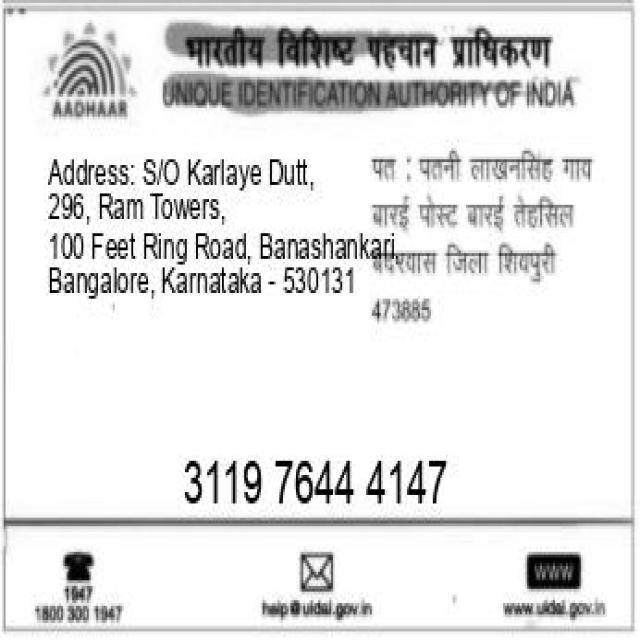 भारतीय विशिष्ट पहचान प्राधिकरण
AADHAAR
UNIQUE IDENTIFICATION AUTHORITY OF INDIA
Address: S/O Karlaye Dutt,
296, Ram Towers,
100 Feet Ring Road, Banashankari,
Bangalore, Karnataka - 530131
पत : पतनी लाखनसिंह गाय
बारई पोस्ट बारई तेहसिल
बदरवास जिला शिवपुरी
473885
3119 7644 4147
1947
1800 300 1947
help@uidai.gov.in
WWW
www.uidai.gov.in